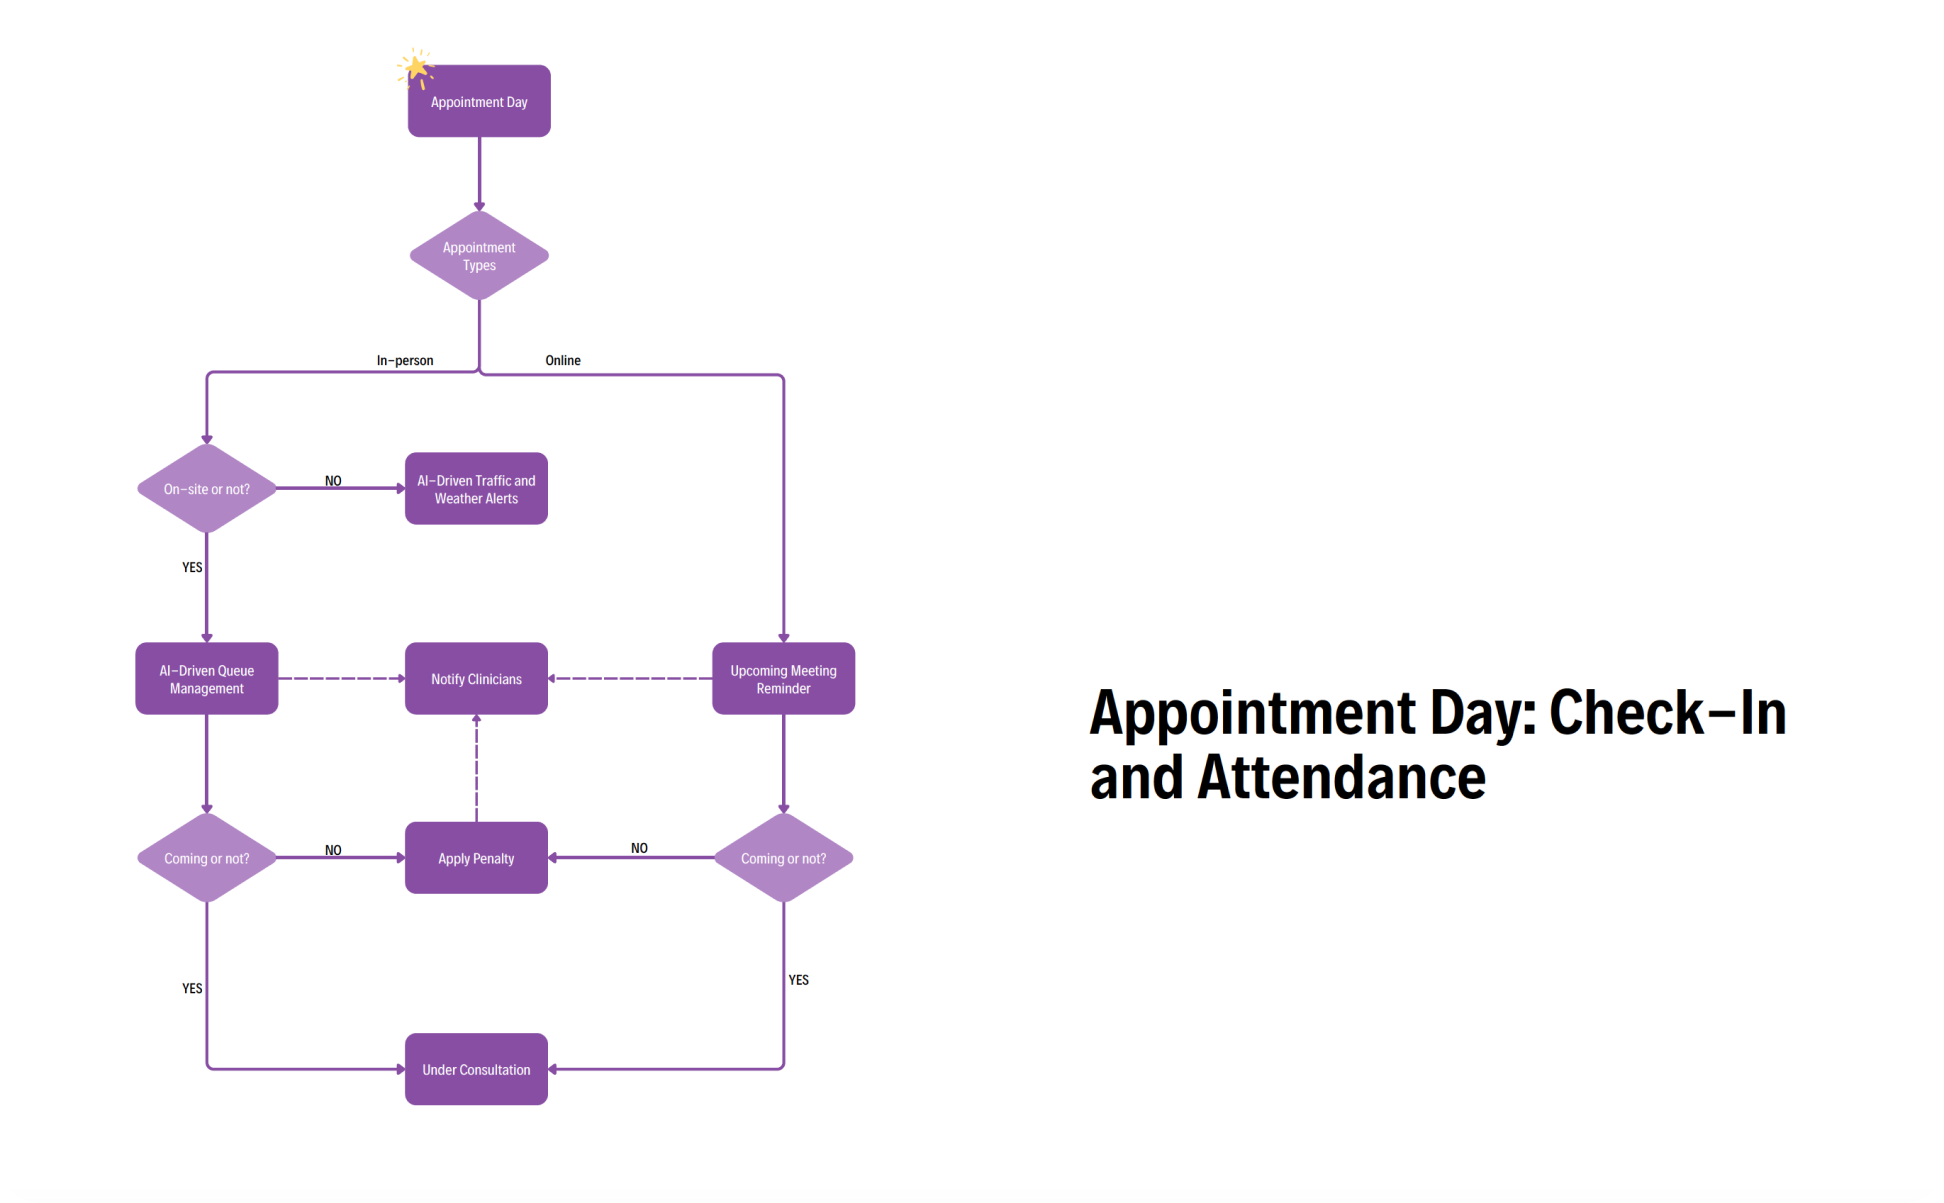 Appointment Day
Appointment
Types
In-person
Online
On-site or not?
NO
AI-Driven Traffic and
Weather Alerts
YES
AI-Driven Queue
Management
Notify Clinicians
Upcoming Meeting
Reminder
Coming or not?
NO
Apply Penalty
NO
Coming or not?
YES
YES
Under Consultation
Appointment Day: Check-In
and Attendance